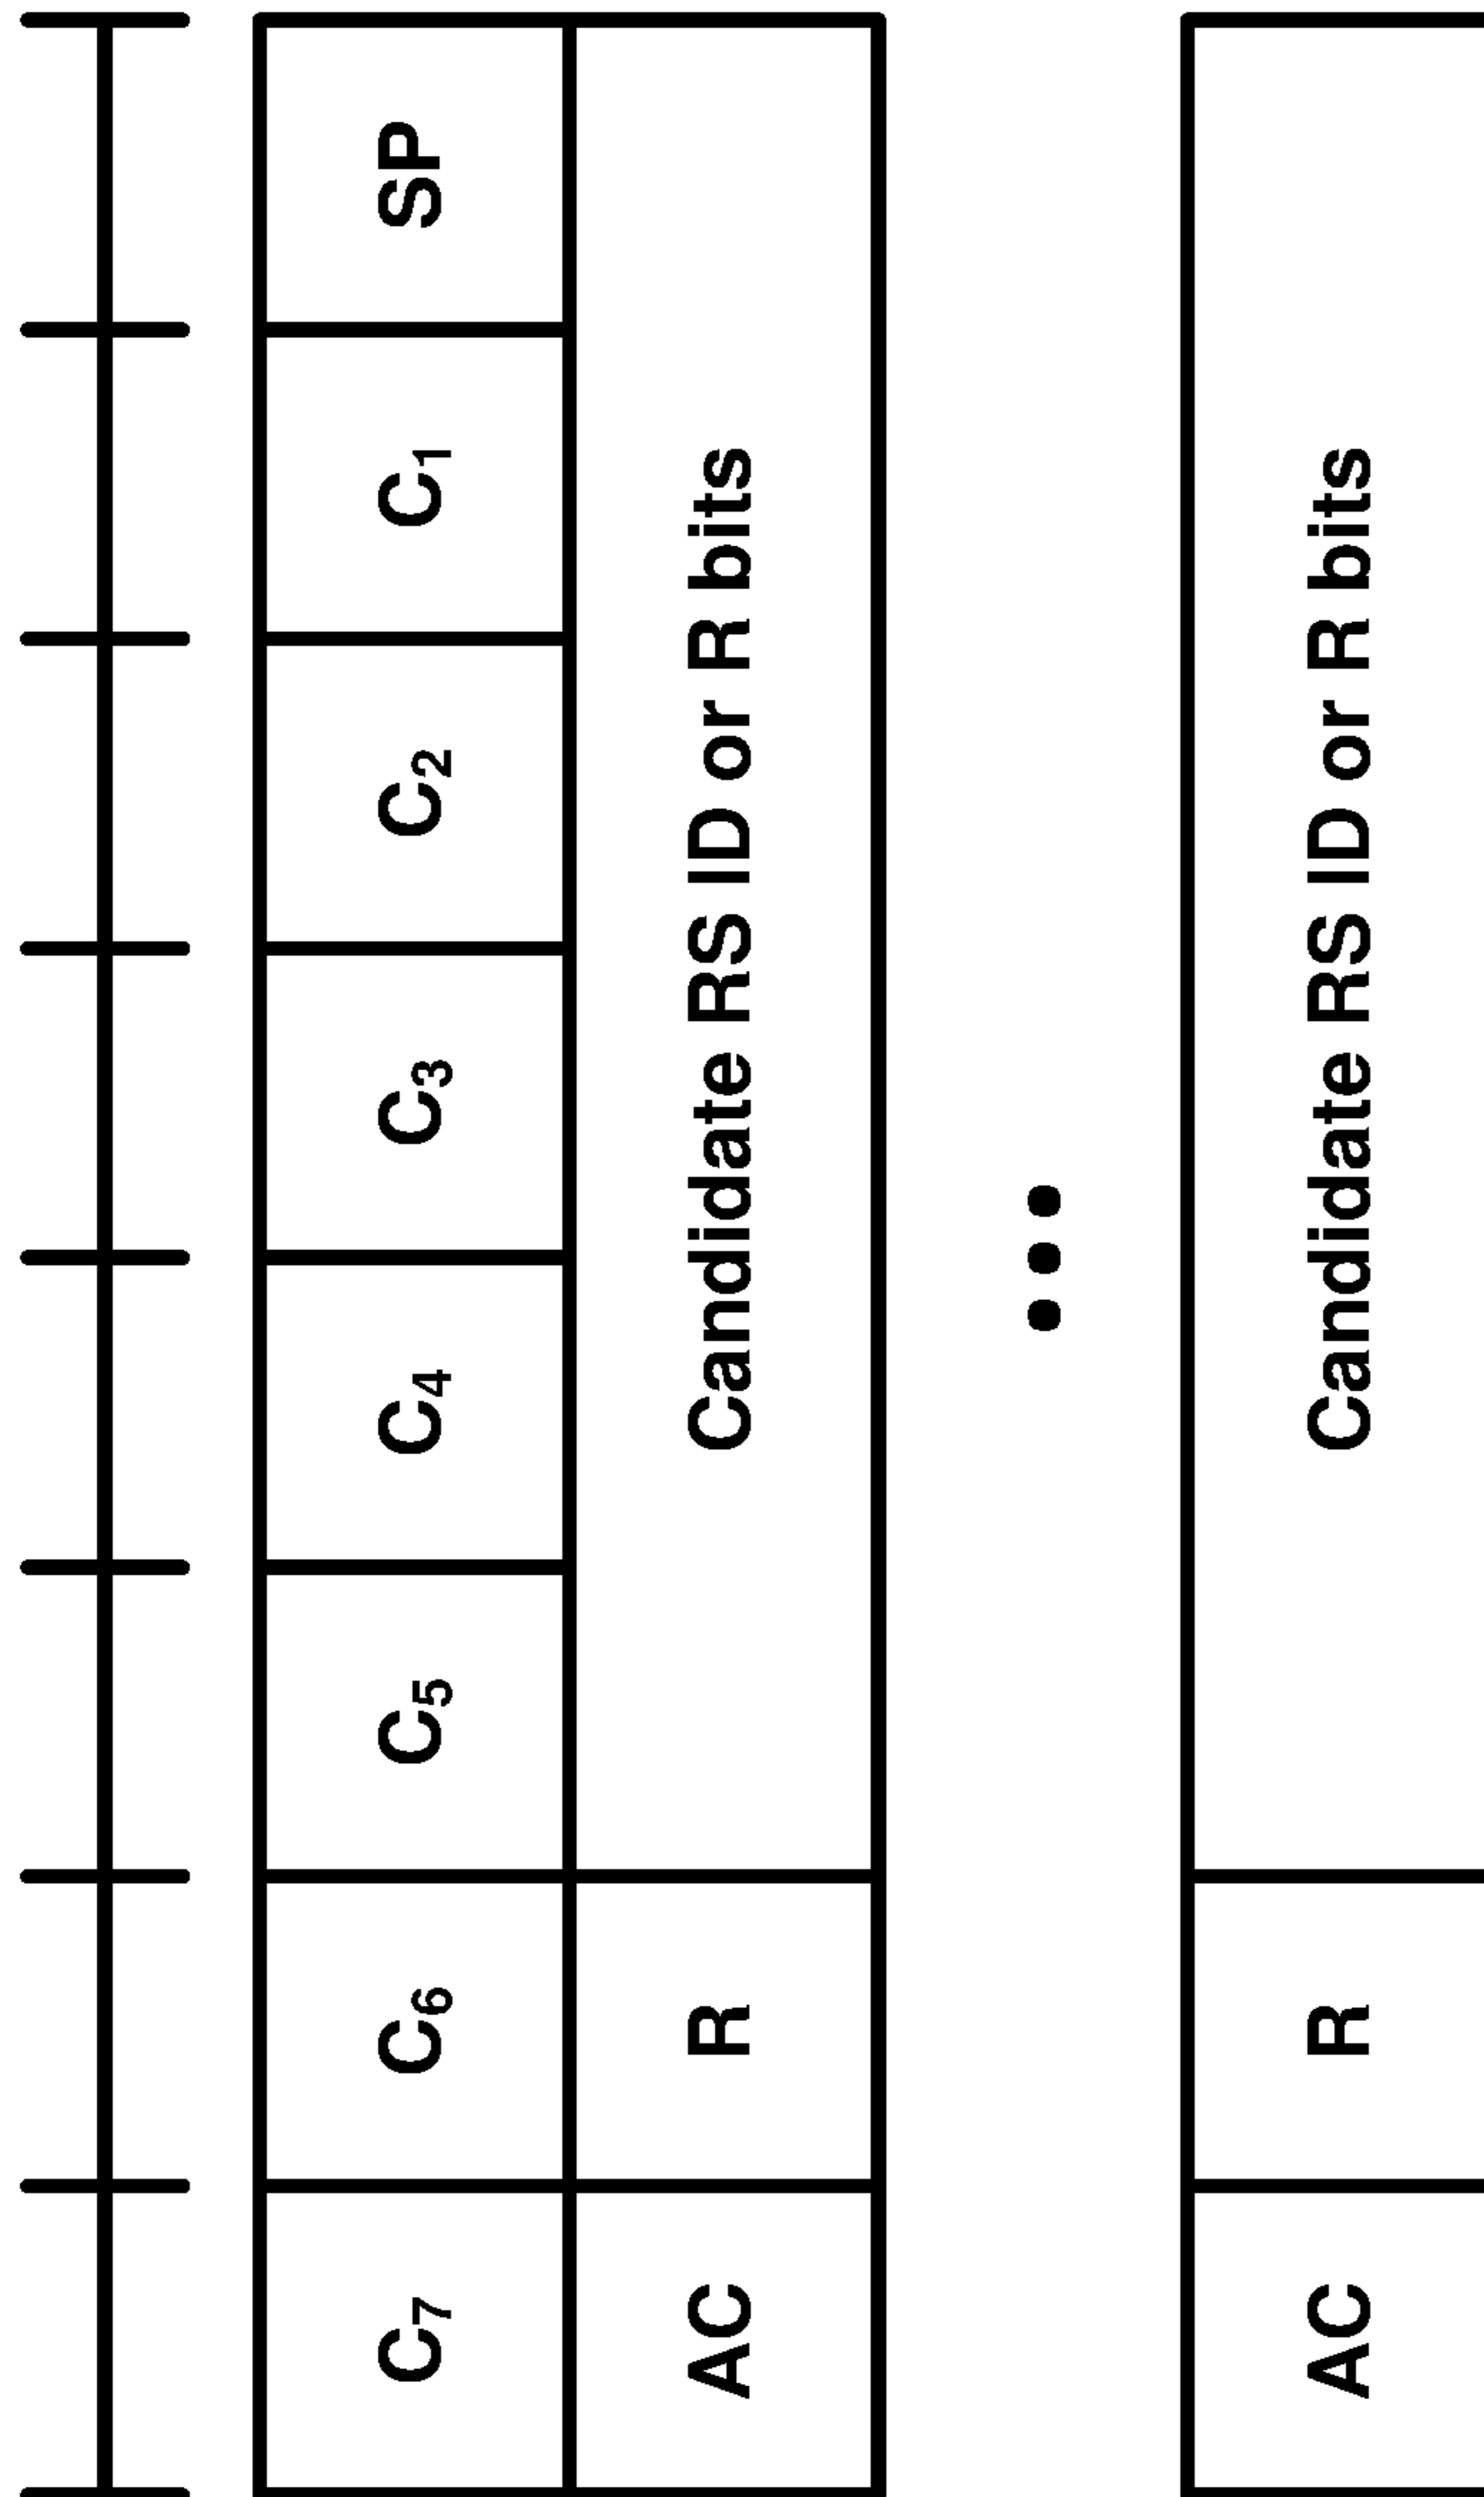 C₇ C₆ C₅ C₄ C₃ C₂ C₁ SP
AC R Candidate RS ID or R bits
•••
AC R Candidate RS ID or R bits